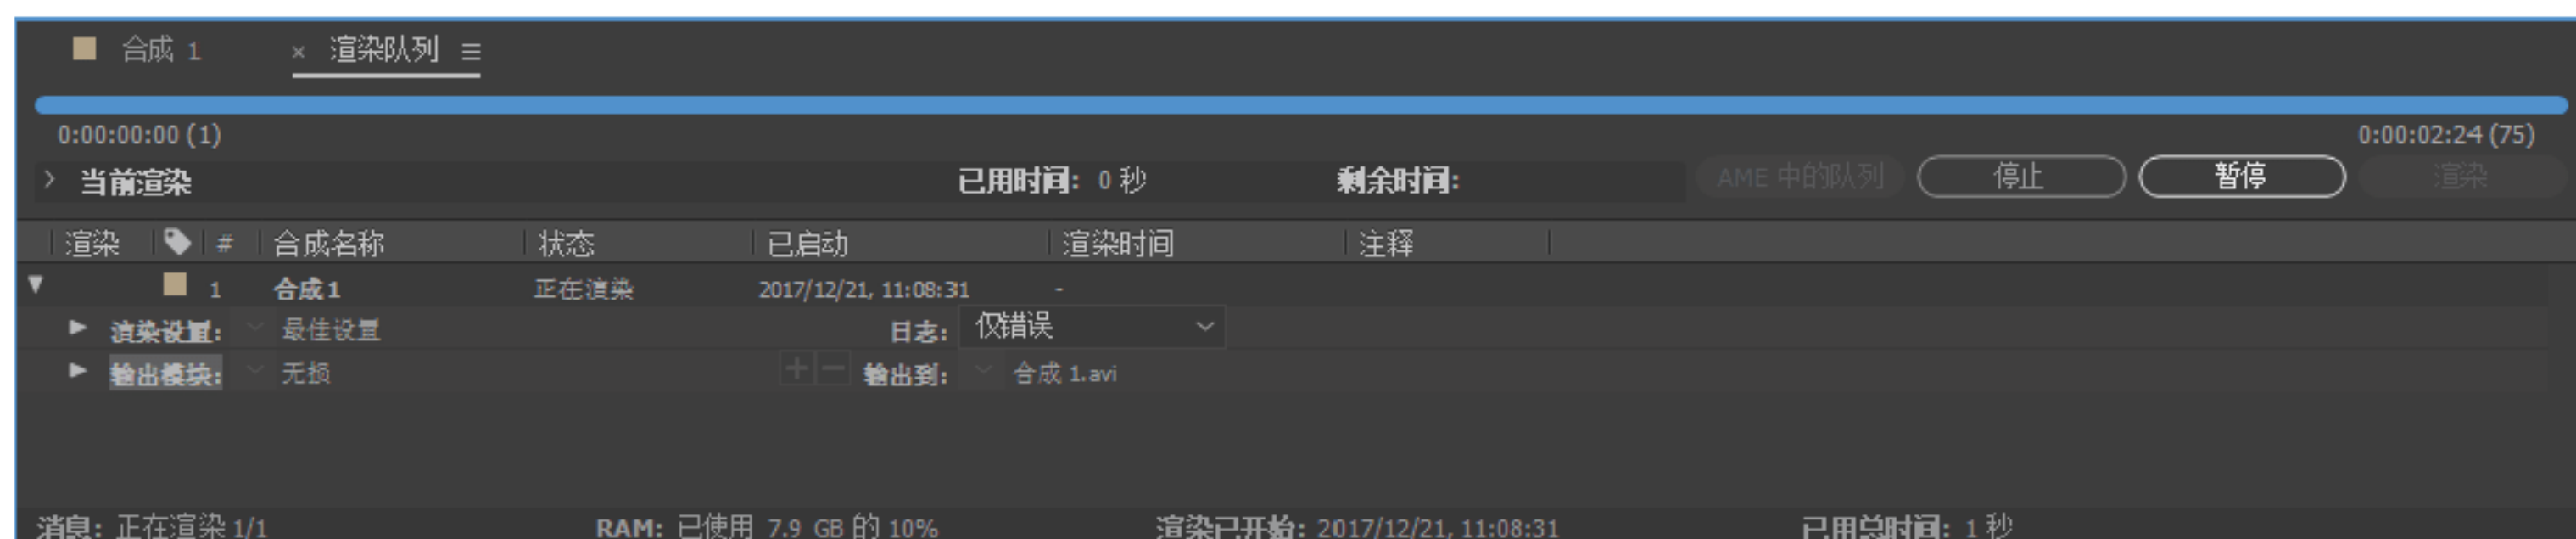 合成 1 × 渲染队列 ≡
0:00:00:00 (1) 0:00:02:24 (75)
当前渲染 已用时间: 0 秒 剩余时间: AME 中的队列 停止 暂停 渲染
渲染 # 合成名称 状态 已启动 渲染时间 注释
1 合成 1 正在渲染 2017/12/21, 11:08:31 -
渲染设置: 最佳设置 日志: 仅错误
输出模块: 无损 + − 输出到: 合成 1.avi
消息: 正在渲染 1/1 RAM: 已使用 7.9 GB 的 10% 渲染已开始: 2017/12/21, 11:08:31 已用总时间: 1 秒